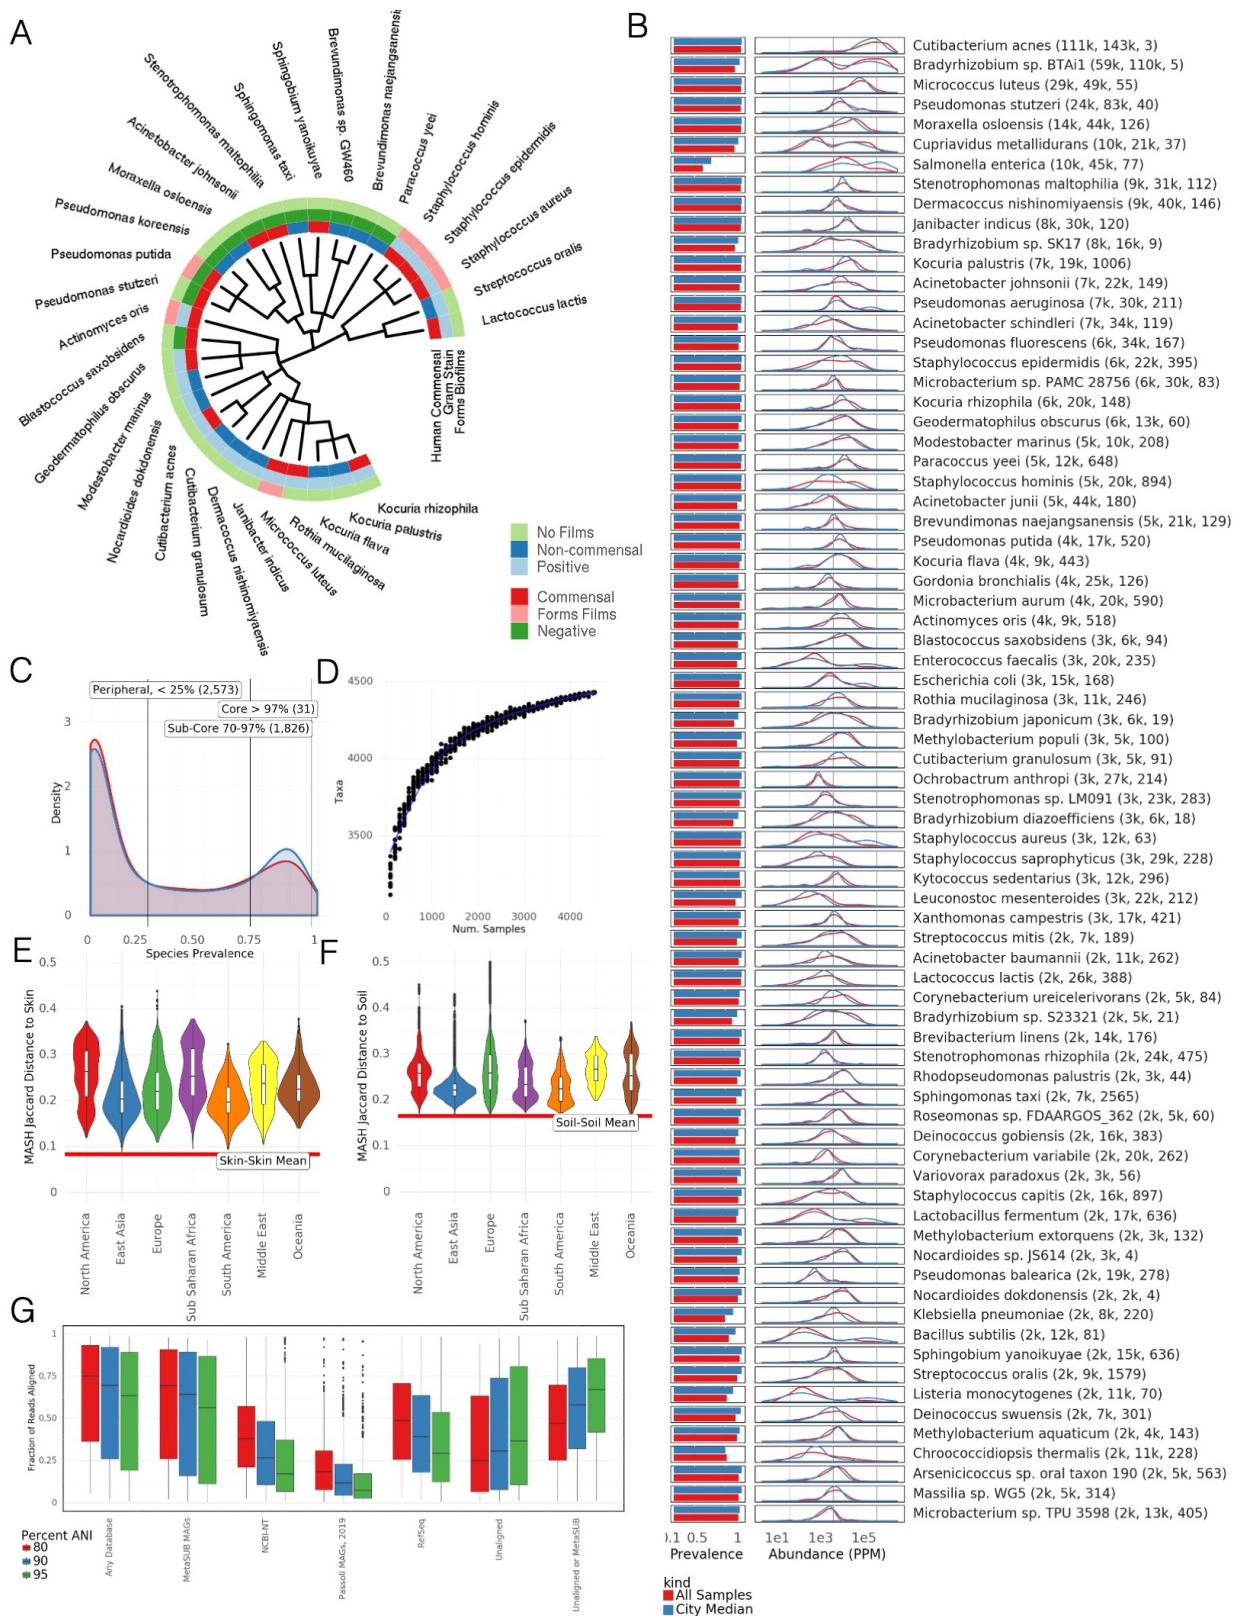 A
Stenotrophomonas maltophilia
Sphingomonas taxi
Sphingobium yanoikuyae
Brevundimonas sp. GW460
Brevundimonas naejangsanensis
Paracoccus yeei
Staphylococcus hominis
Staphylococcus epidermidis
Staphylococcus aureus
Streptococcus oralis
Lactococcus lactis
Acinetobacter johnsonii
Moraxella osloensis
Pseudomonas koreensis
Pseudomonas putida
Pseudomonas stutzeri
Actinomyces oris
Blastococcus saxobsidens
Geodermatophilus obscurus
Modestobacter marinus
Nocardioides dokdonensis
Cutibacterium acnes
Cutibacterium granulosum
Dermacoccus nishinomiyaensis
Janibacter indicus
Micrococcus luteus
Rothia mucilaginosa
Kocuria flava
Kocuria palustris
Kocuria rhizophila
Human Commensal
Gram Stain
Forms Biofilms
No Films
Non-commensal
Positive
Commensal
Forms Films
Negative
B
Cutibacterium acnes (111k, 143k, 3)
Bradyrhizobium sp. BTAi1 (59k, 110k, 5)
Micrococcus luteus (29k, 49k, 55)
Pseudomonas stutzeri (24k, 83k, 40)
Moraxella osloensis (14k, 44k, 126)
Cupriavidus metallidurans (10k, 21k, 37)
Salmonella enterica (10k, 45k, 77)
Stenotrophomonas maltophilia (9k, 31k, 112)
Dermacoccus nishinomiyaensis (9k, 40k, 146)
Janibacter indicus (8k, 30k, 120)
Bradyrhizobium sp. SK17 (8k, 16k, 9)
Kocuria palustris (7k, 19k, 1006)
Acinetobacter johnsonii (7k, 22k, 149)
Pseudomonas aeruginosa (7k, 30k, 211)
Acinetobacter schindleri (7k, 34k, 119)
Pseudomonas fluorescens (6k, 34k, 167)
Staphylococcus epidermidis (6k, 22k, 395)
Microbacterium sp. PAMC 28756 (6k, 30k, 83)
Kocuria rhizophila (6k, 20k, 148)
Geodermatophilus obscurus (6k, 13k, 60)
Modestobacter marinus (5k, 10k, 208)
Paracoccus yeei (5k, 12k, 648)
Staphylococcus hominis (5k, 20k, 894)
Acinetobacter junii (5k, 44k, 180)
Brevundimonas naejangsanensis (5k, 21k, 129)
Pseudomonas putida (4k, 17k, 520)
Kocuria flava (4k, 9k, 443)
Gordonia bronchialis (4k, 25k, 126)
Microbacterium aurum (4k, 20k, 590)
Actinomyces oris (4k, 9k, 518)
Blastococcus saxobsidens (3k, 6k, 94)
Enterococcus faecalis (3k, 20k, 235)
Escherichia coli (3k, 15k, 168)
Rothia mucilaginosa (3k, 11k, 246)
Bradyrhizobium japonicum (3k, 6k, 19)
Methylobacterium populi (3k, 5k, 100)
Cutibacterium granulosum (3k, 5k, 91)
Ochrobactrum anthropi (3k, 27k, 214)
Stenotrophomonas sp. LM091 (3k, 23k, 283)
Bradyrhizobium diazoefficiens (3k, 6k, 18)
Staphylococcus aureus (3k, 12k, 63)
Staphylococcus saprophyticus (3k, 29k, 228)
Kytococcus sedentarius (3k, 12k, 296)
Leuconostoc mesenteroides (3k, 22k, 212)
Xanthomonas campestris (3k, 17k, 421)
Streptococcus mitis (2k, 7k, 189)
Acinetobacter baumannii (2k, 11k, 262)
Lactococcus lactis (2k, 26k, 388)
Corynebacterium ureicelerivorans (2k, 5k, 84)
Bradyrhizobium sp. S23321 (2k, 5k, 21)
Brevibacterium linens (2k, 14k, 176)
Stenotrophomonas rhizophila (2k, 24k, 475)
Rhodopseudomonas palustris (2k, 3k, 44)
Sphingomonas taxi (2k, 7k, 2565)
Roseomonas sp. FDAARGOS_362 (2k, 5k, 60)
Deinococcus gobiensis (2k, 16k, 383)
Corynebacterium variabile (2k, 20k, 262)
Variovorax paradoxus (2k, 3k, 56)
Staphylococcus capitis (2k, 16k, 897)
Lactobacillus fermentum (2k, 17k, 636)
Methylobacterium extorquens (2k, 3k, 132)
Nocardioides sp. JS614 (2k, 3k, 4)
Pseudomonas balearica (2k, 19k, 278)
Nocardioides dokdonensis (2k, 2k, 4)
Klebsiella pneumoniae (2k, 8k, 220)
Bacillus subtilis (2k, 12k, 81)
Sphingobium yanoikuyae (2k, 15k, 636)
Streptococcus oralis (2k, 9k, 1579)
Listeria monocytogenes (2k, 11k, 70)
Deinococcus swuensis (2k, 7k, 301)
Methylobacterium aquaticum (2k, 4k, 143)
Chroococcidiopsis thermalis (2k, 11k, 228)
Arsenicicoccus sp. oral taxon 190 (2k, 5k, 563)
Massilia sp. WG5 (2k, 5k, 314)
Microbacterium sp. TPU 3598 (2k, 13k, 405)
0.1 0.5 1 1e1 1e3 1e5
Prevalence Abundance (PPM)
kind
All Samples
City Median
C
Peripheral, < 25% (2,573)
Core > 97% (31)
Sub-Core 70-97% (1,826)
3
2
1
0
Density
0 0.25 0.50 0.75 1
Species Prevalence
D
4500
4000
3500
Taxa
0 1000 2000 3000 4000
Num. Samples
E
0.5
0.4
0.3
0.2
0.1
0
MASH Jaccard Distance to Skin
Skin-Skin Mean
North America
East Asia
Europe
Sub Saharan Africa
South America
Middle East
Oceania
F
0.5
0.4
0.3
0.2
0.1
0
MASH Jaccard Distance to Soil
Soil-Soil Mean
North America
East Asia
Europe
Sub Saharan Africa
South America
Middle East
Oceania
G
1
0.75
0.50
0.25
0
Fraction of Reads Aligned
Any Database
MetaSUB MAGs
NCBI-NT
Passoli MAGs, 2019
RefSeq
Unaligned
Unaligned or MetaSUB
Percent ANI
80
90
95